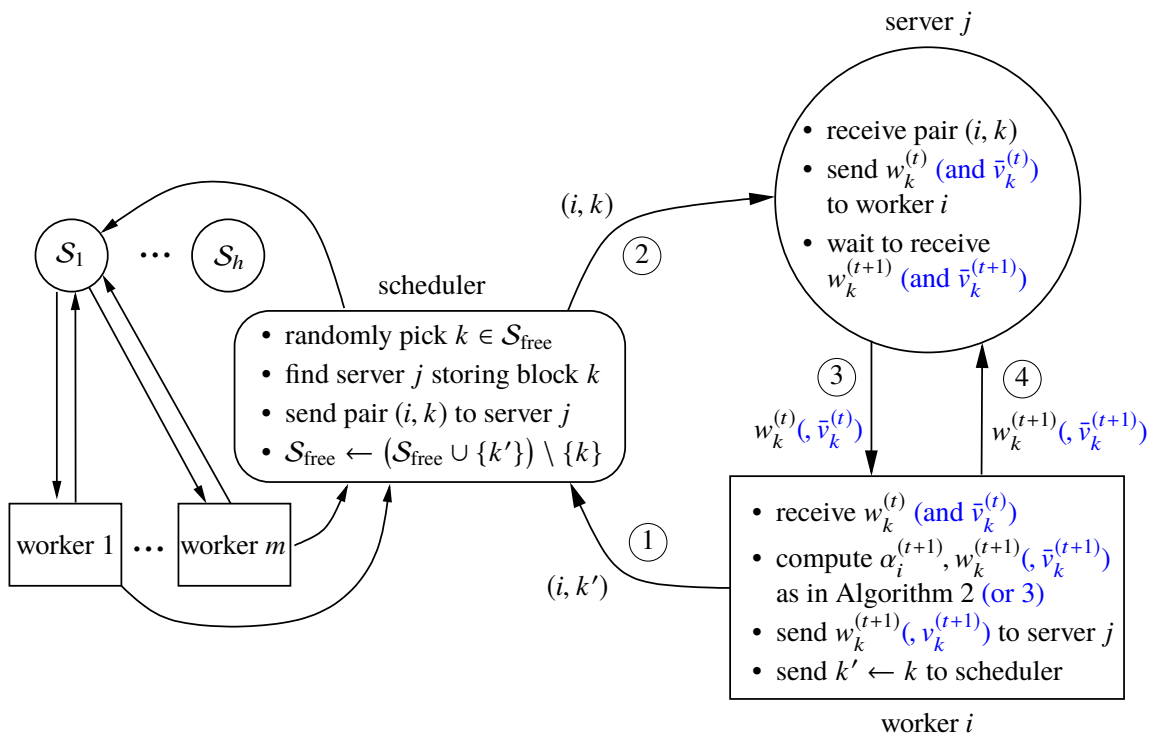 server j
• receive pair (i, k)
• send w_k^{(t)} (and v̄_k^{(t)})
to worker i
• wait to receive
w_k^{(t+1)} (and v̄_k^{(t+1)})
(i, k)
2
S_1 ··· S_h
scheduler
• randomly pick k ∈ S_free
• find server j storing block k
• send pair (i, k) to server j
• S_free ← (S_free ∪ {k′}) \ {k}
3
4
w_k^{(t)}(, v̄_k^{(t)})
w_k^{(t+1)}(, v̄_k^{(t+1)})
worker 1 ··· worker m
1
(i, k′)
• receive w_k^{(t)} (and v̄_k^{(t)})
• compute α_i^{(t+1)}, w_k^{(t+1)}(, v̄_k^{(t+1)})
as in Algorithm 2 (or 3)
• send w_k^{(t+1)}(, v_k^{(t+1)}) to server j
• send k′ ← k to scheduler
worker i